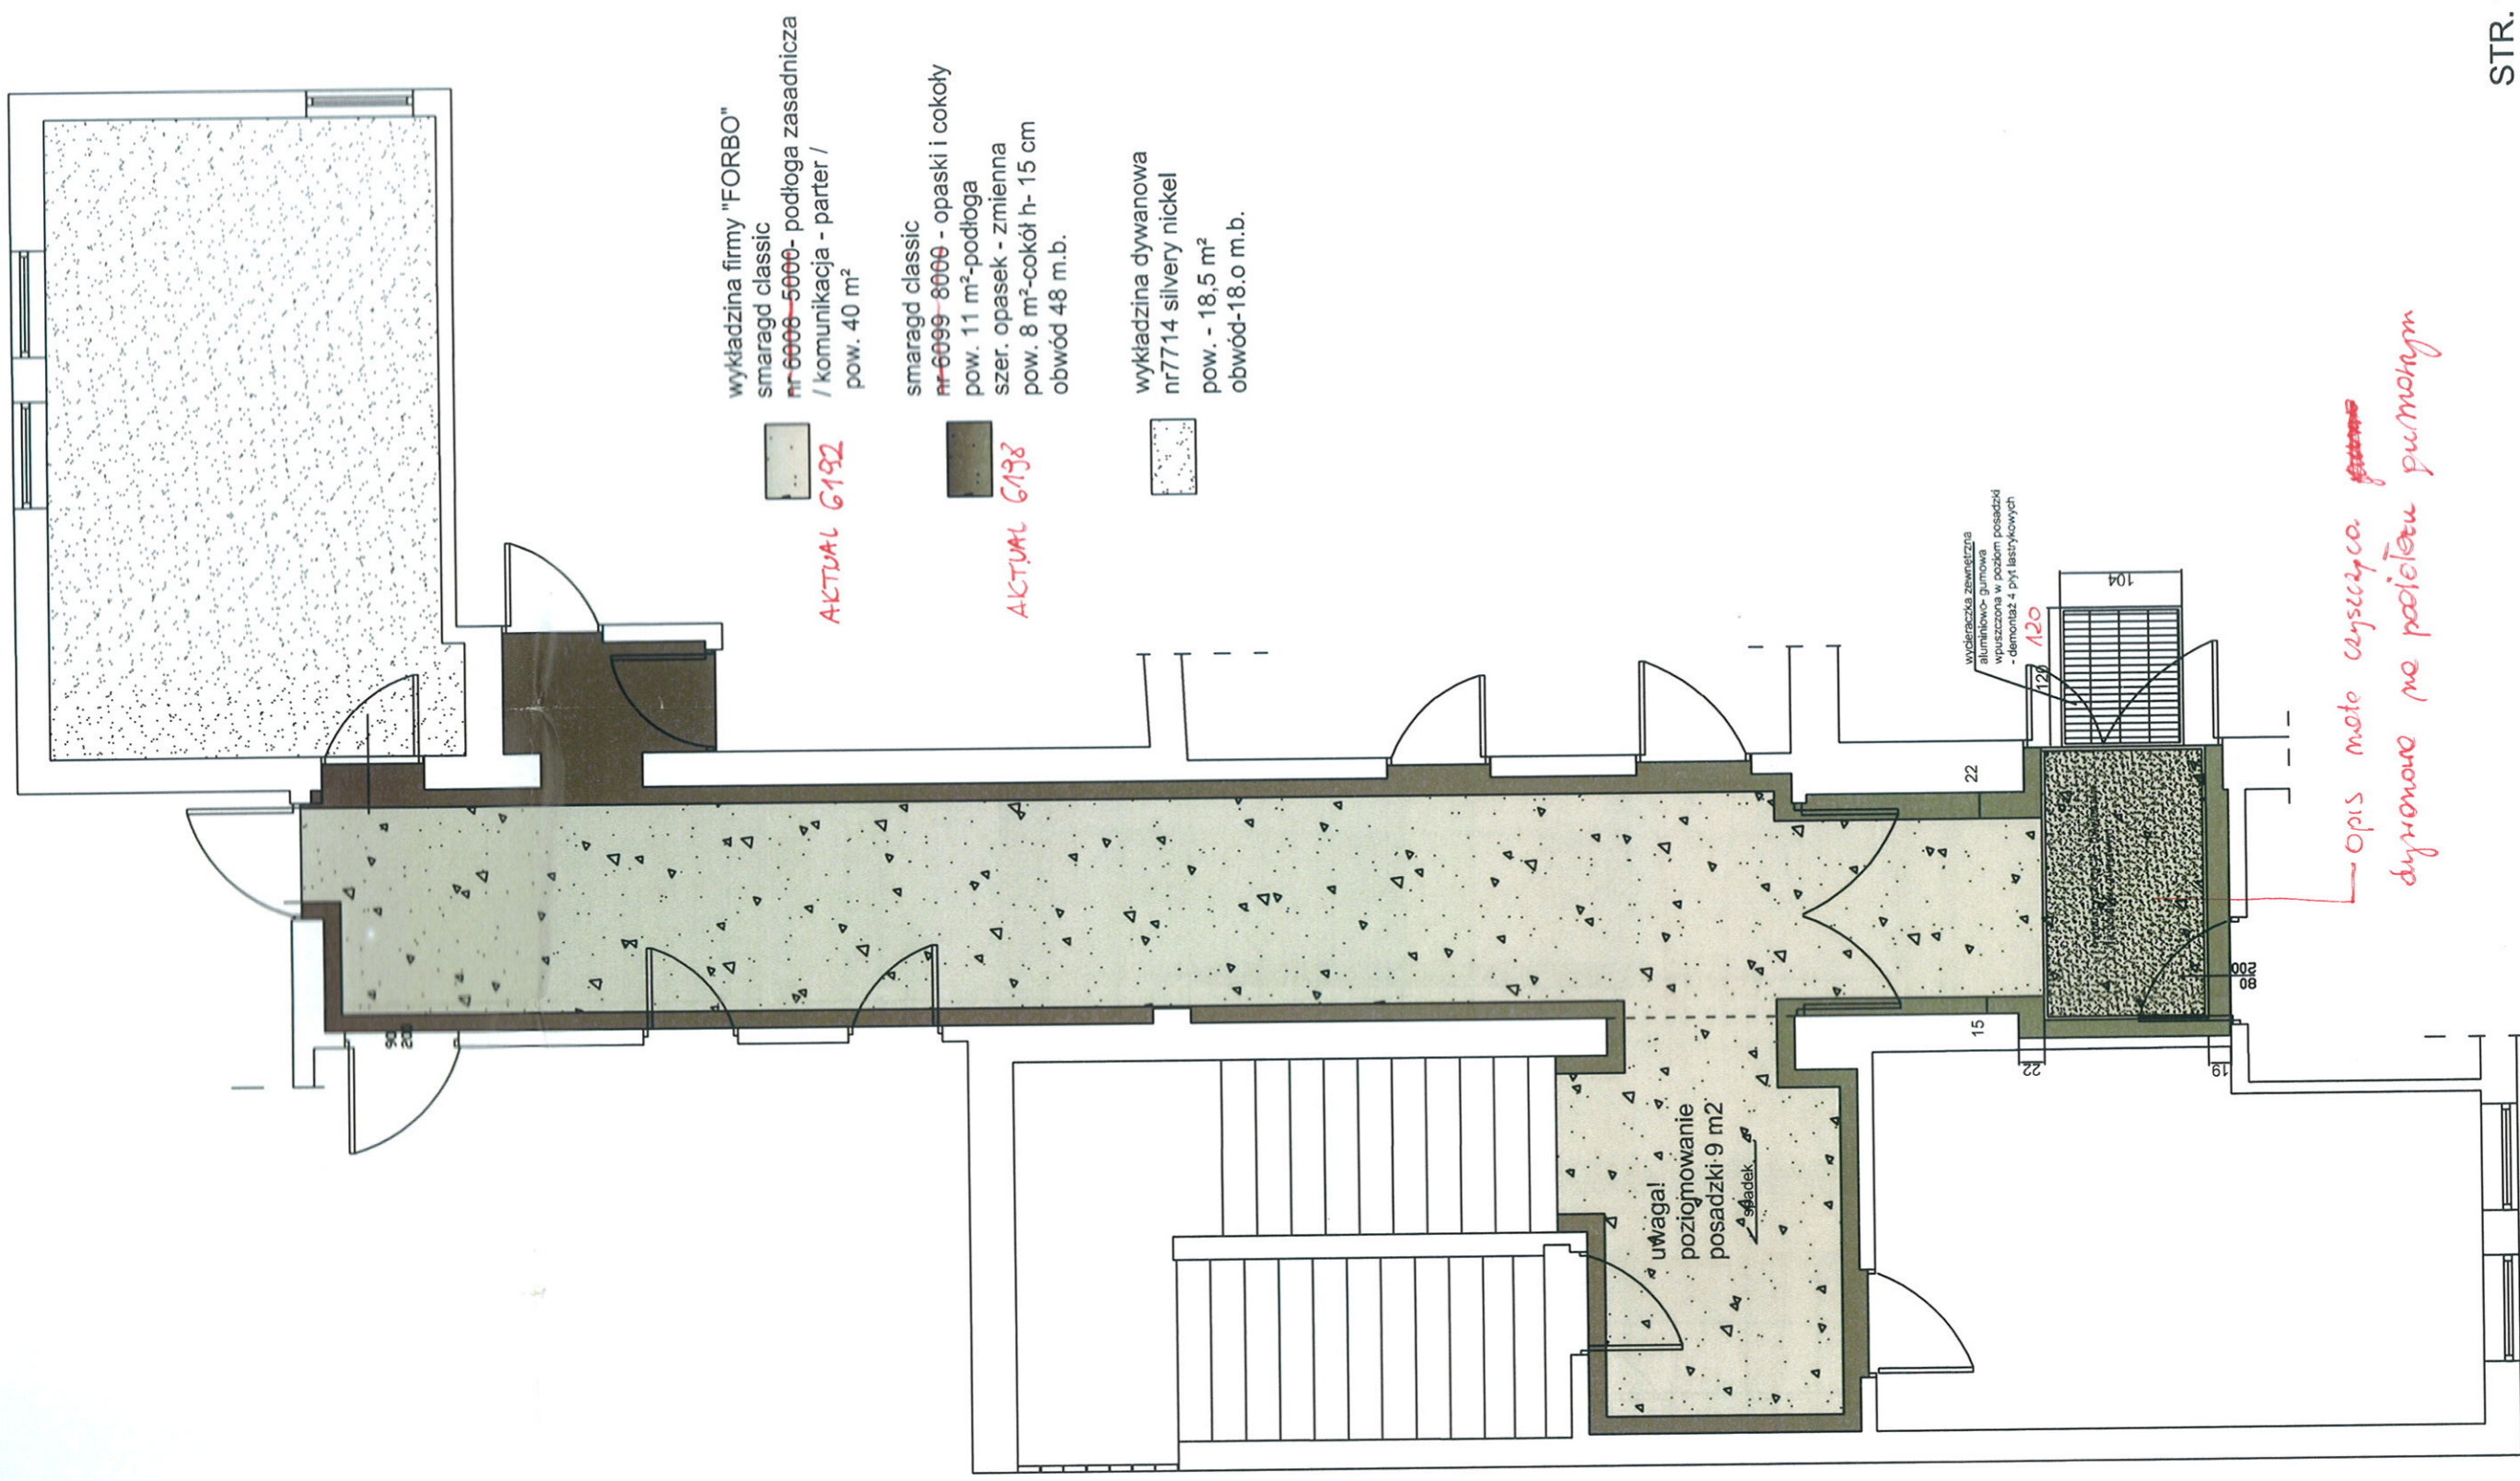 wykładzina firmy "FORBO"
smaragd classic
nr 6008-5000- podłoga zasadnicza
/ komunikacja - parter /
pow. 40 m²
AKTUAL 6192
smaragd classic
nr 6099-8000 - opaski i cokoły
pow. 11 m²-podłoga
szer. opasek - zmienna
pow. 8 m²-cokół h- 15 cm
obwód 48 m.b.
AKTUAL 6198
wykładzina dywanowa
nr7714 silvery nickel
pow. - 18,5 m²
obwód-18.o m.b.
wycieraczka zewnętrzna
aluminiowo- gumowa
wpuszczona w poziom posadzki
- demontaż 4 płyt lastrykowych
120
120
104
22
15
22
19
80
200
90
200
uwaga!
poziomowanie
posadzki 9 m2
spadek
opis mata czyszcząca
dywanowa na podłożu gumowym
STR.